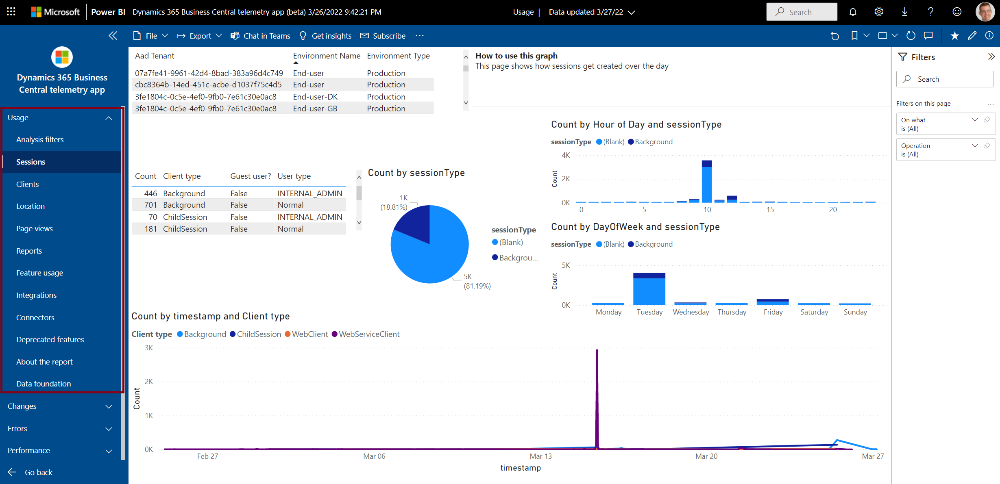 Microsoft Power BI Dynamics 365 Business Central telemetry app (beta) 3/26/2022 9:42:21 PM Usage | Data updated 3/27/22 Search
File Export Chat in Teams Get insights Subscribe ...
Dynamics 365 Business
Central telemetry app
Usage
Analysis filters
Sessions
Clients
Location
Page views
Reports
Feature usage
Integrations
Connectors
Deprecated features
About the report
Data foundation
Changes
Errors
Performance
Go back
Aad Tenant Environment Name Environment Type
07a7fe41-9961-42d4-8bad-383a96d4c749 End-user Production
cbc8364b-14ed-451c-acbe-d1037f75c4d5 End-user Production
3fe1804c-0c5e-4ef0-9fb0-7e61c30e0ac8 End-user-DK Production
3fe1804c-0c5e-4ef0-9fb0-7e61c30e0ac8 End-user-GB Production
How to use this graph
This page shows how sessions get created over the day
Count Client type Guest user? User type
446 Background False INTERNAL_ADMIN
701 Background False Normal
70 ChildSession False INTERNAL_ADMIN
181 ChildSession False Normal
Count by sessionType
1K
(18.81%)
5K
(81.19%)
sessionType
(Blank)
Backgrou...
Count by Hour of Day and sessionType
sessionType (Blank) Background
4K
2K
0K
Count
0 5 10 15 20
Count by DayOfWeek and sessionType
sessionType (Blank) Background
5K
0K
Count
Monday Tuesday Wednesday Thursday Friday Saturday Sunday
Count by timestamp and Client type
Client type Background ChildSession WebClient WebServiceClient
3K
2K
1K
0K
Count
Feb 27 Mar 06 Mar 13 Mar 20 Mar 27
timestamp
Filters
Search
Filters on this page ...
On what
is (All)
Operation
is (All)